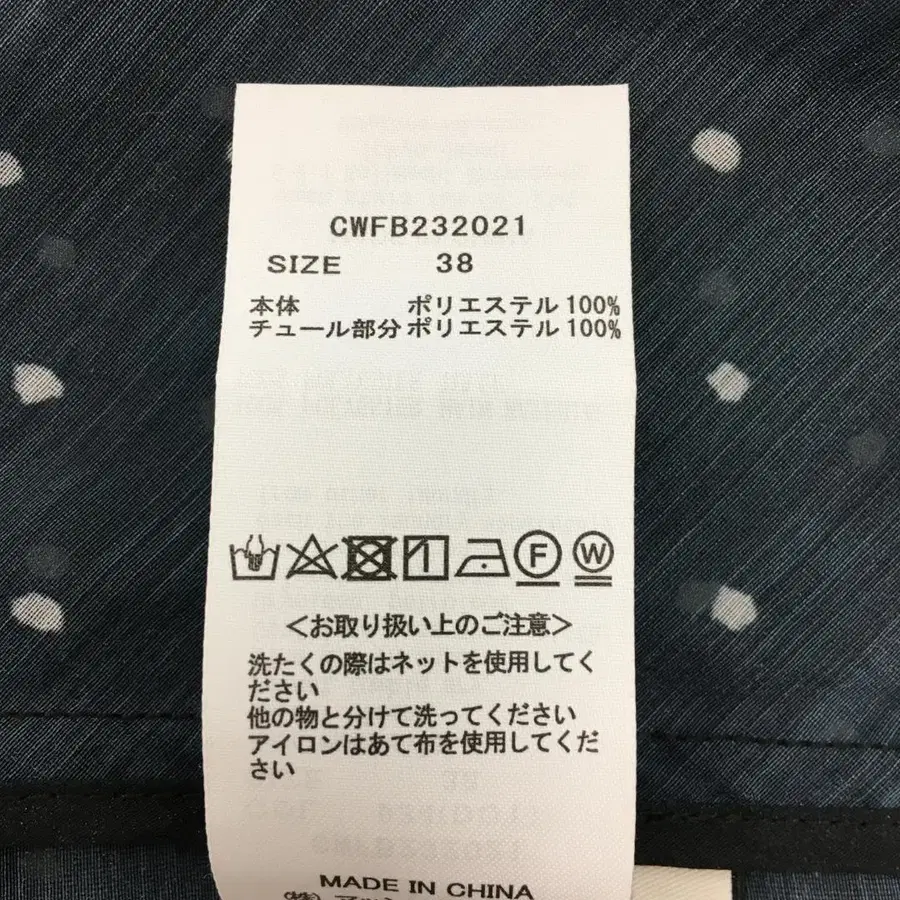 CWFB232021
SIZE 38
本体 ポリエステル 100%
チュール部分 ポリエステル 100%
F W
<お取り扱い上のご注意>
洗たくの際はネットを使用してく
ださい
他の物と分けて洗ってください
アイロンはあて布を使用してくだ
さい
MADE IN CHINA